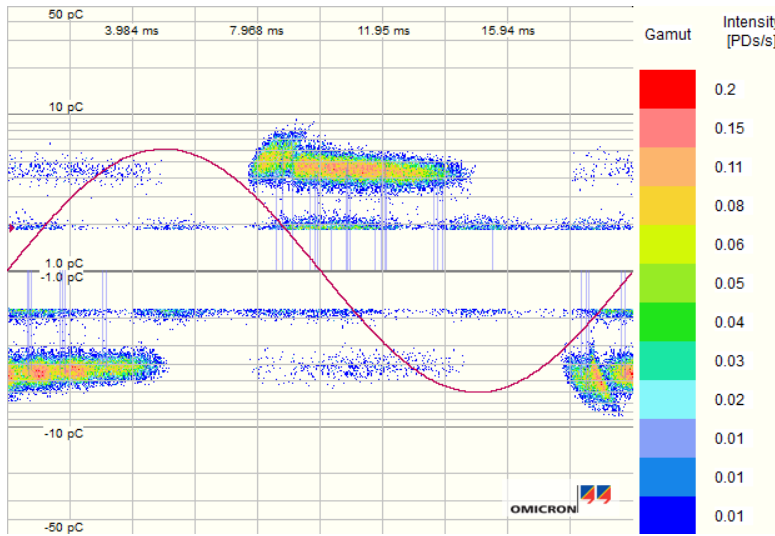 50 pC
3.984 ms 7.968 ms 11.95 ms 15.94 ms
10 pC
1.0 pC
-1.0 pC
-10 pC
-50 pC
OMICRON
Gamut Intensity
[PDs/s]
0.2
0.15
0.11
0.08
0.06
0.05
0.04
0.03
0.02
0.01
0.01
0.01